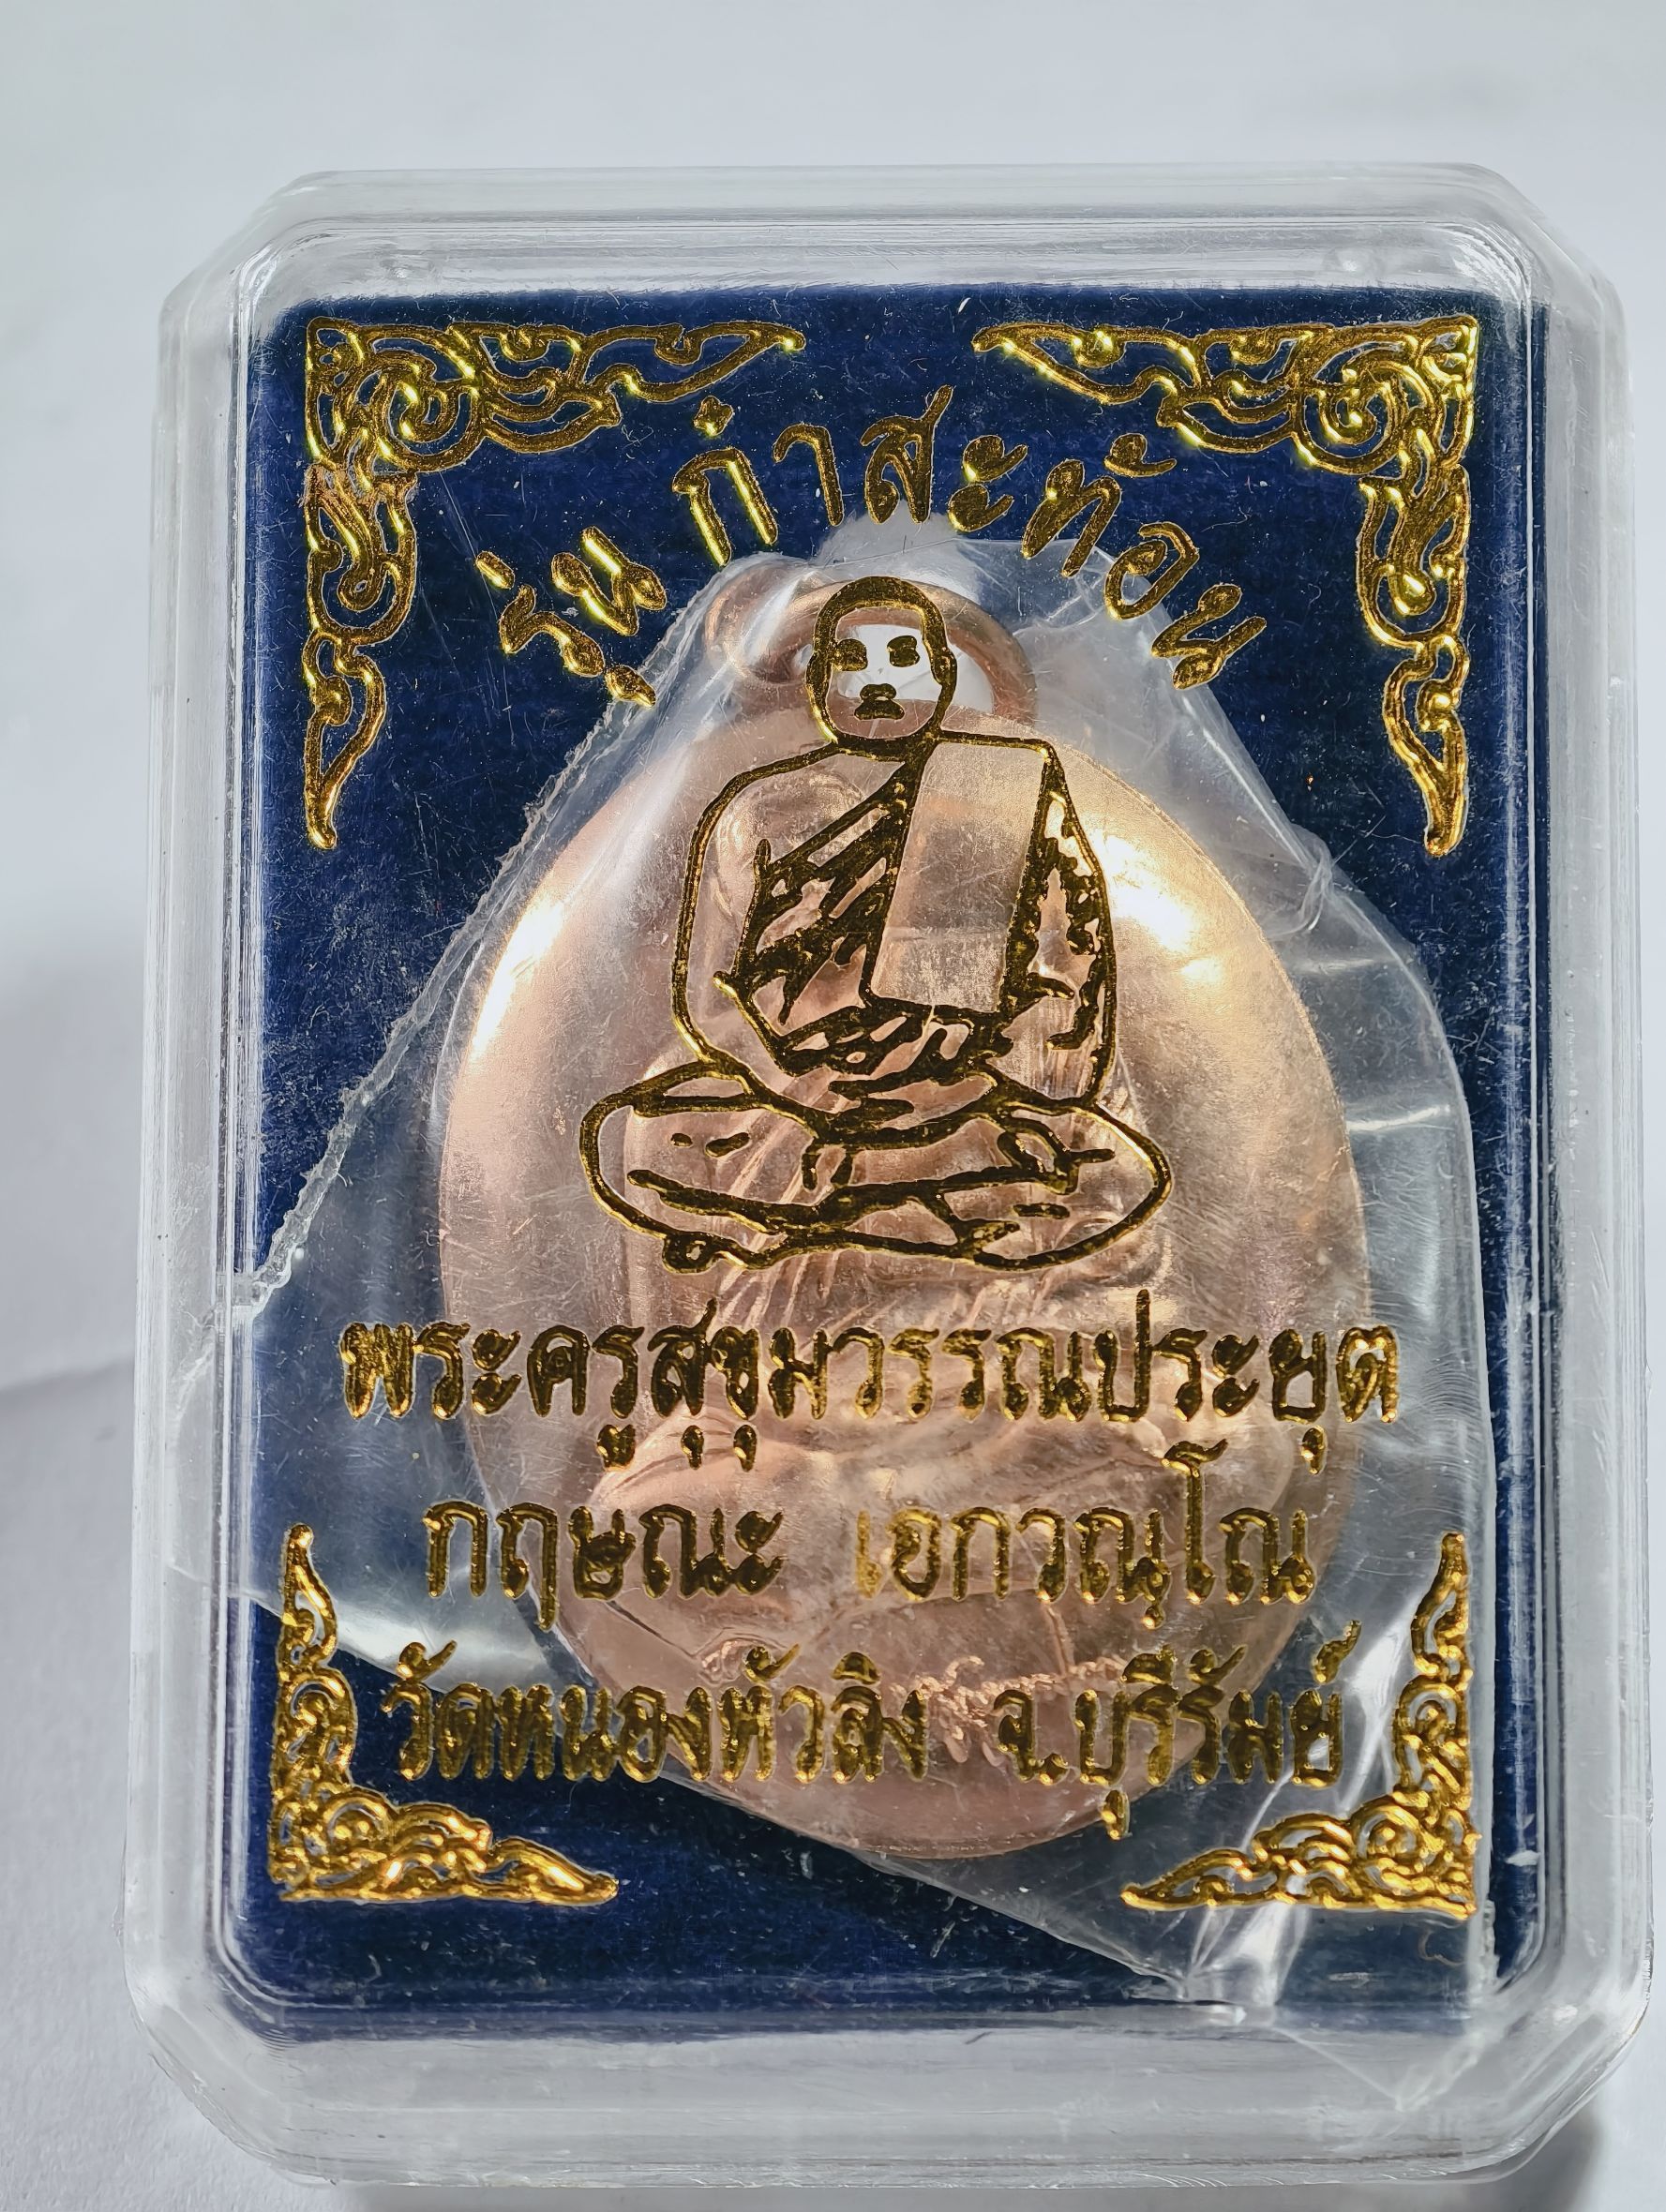 รุ่น กำสะท้อน
พระครูสุขุมวรรณประยุต
กฤษณะ เขกวณุโณ
วัดหนองหัวลิง จ.บุรีรัมย์